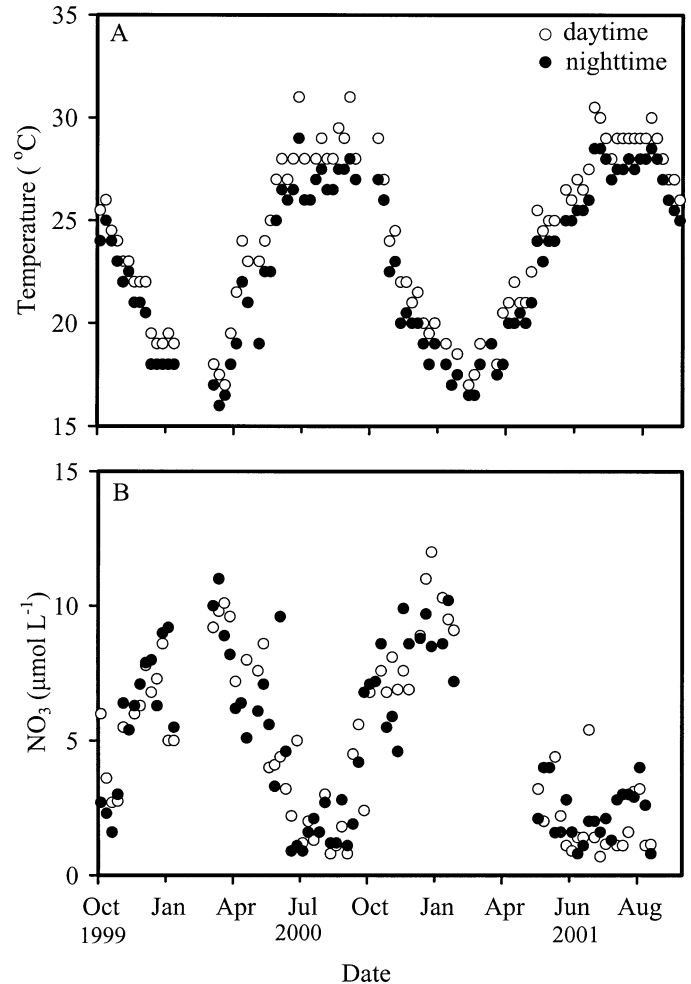 A
daytime
nighttime
35
30
25
20
15
Temperature ( °C)
B
15
10
5
0
NO₃ (µmol L⁻¹)
Oct Jan Apr Jul Oct Jan Apr Jun Aug
1999 2000 2001
Date